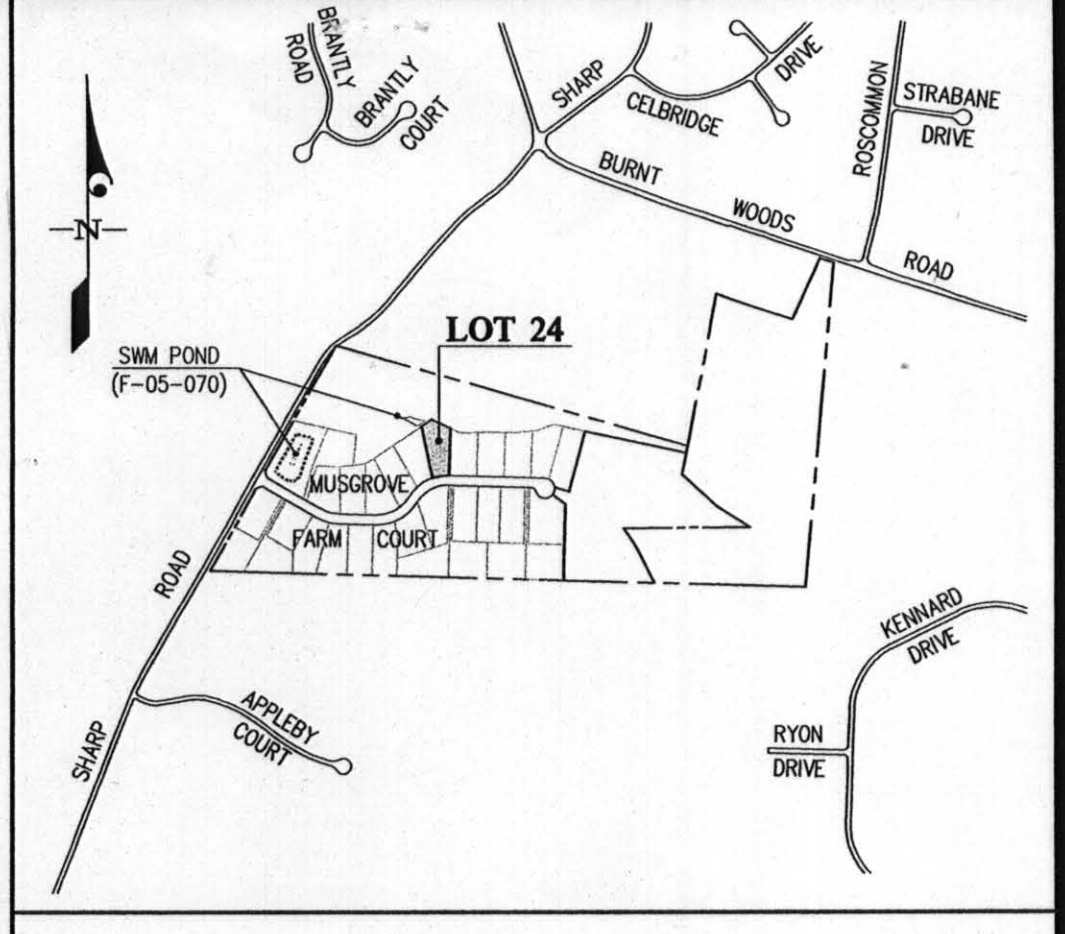 BRANTLY
ROAD
BRANTLY
COURT
SHARP
CELBRIDGE
DRIVE
ROSCOMMON
STRABANE
DRIVE
BURNT
WOODS
ROAD
N
LOT 24
SWM POND
(F-05-070)
MUSGROVE
FARM COURT
ROAD
SHARP
APPLEBY
COURT
KENNARD
DRIVE
RYON
DRIVE